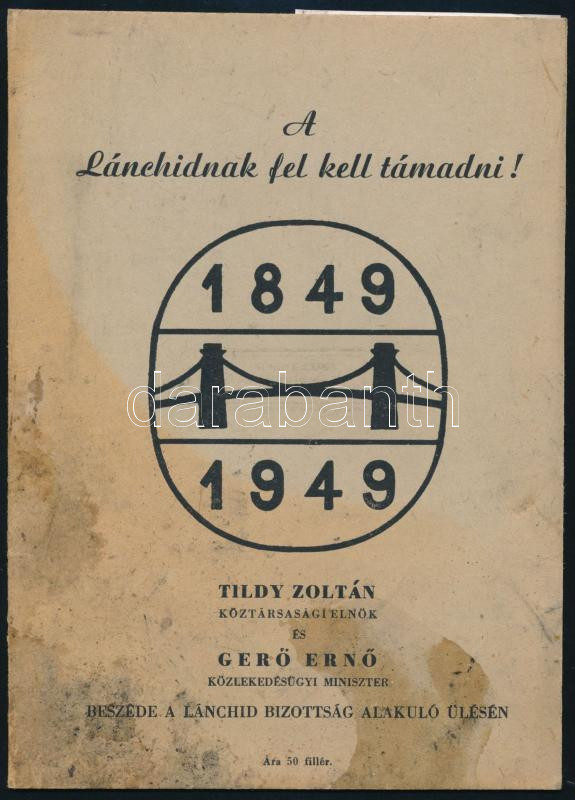 A
Lánchidnak fel kell támadni!
1849
darabanth
1949
TILDY ZOLTÁN
KÖZTÁRSASÁGI ELNÖK
ÉS
GERŐ ERNŐ
KÖZLEKEDÉSÜGYI MINISZTER
BESZÉDE A LÁNCHID BIZOTTSÁG ALAKULÓ ÜLÉSÉN
Ára 50 fillér.